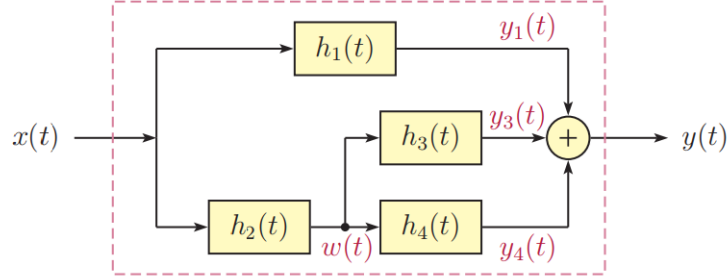 y₁(t)
h₁(t)
x(t)
h₃(t)
y₃(t)
+
y(t)
h₂(t)
w(t)
h₄(t)
y₄(t)